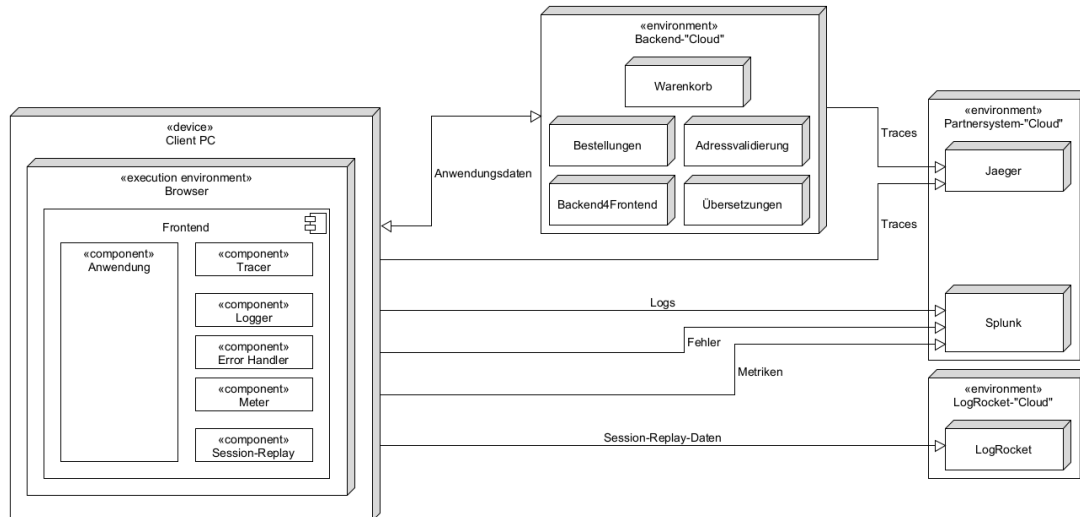 «environment»
Backend-"Cloud"
Warenkorb
Bestellungen
Adressvalidierung
Backend4Frontend
Übersetzungen
«device»
Client PC
«execution environment»
Browser
Frontend
«component»
Anwendung
«component»
Tracer
«component»
Logger
«component»
Error Handler
«component»
Meter
«component»
Session-Replay
Anwendungsdaten
Traces
Traces
Logs
Fehler
Metriken
Session-Replay-Daten
«environment»
Partnersystem-"Cloud"
Jaeger
Splunk
«environment»
LogRocket-"Cloud"
LogRocket